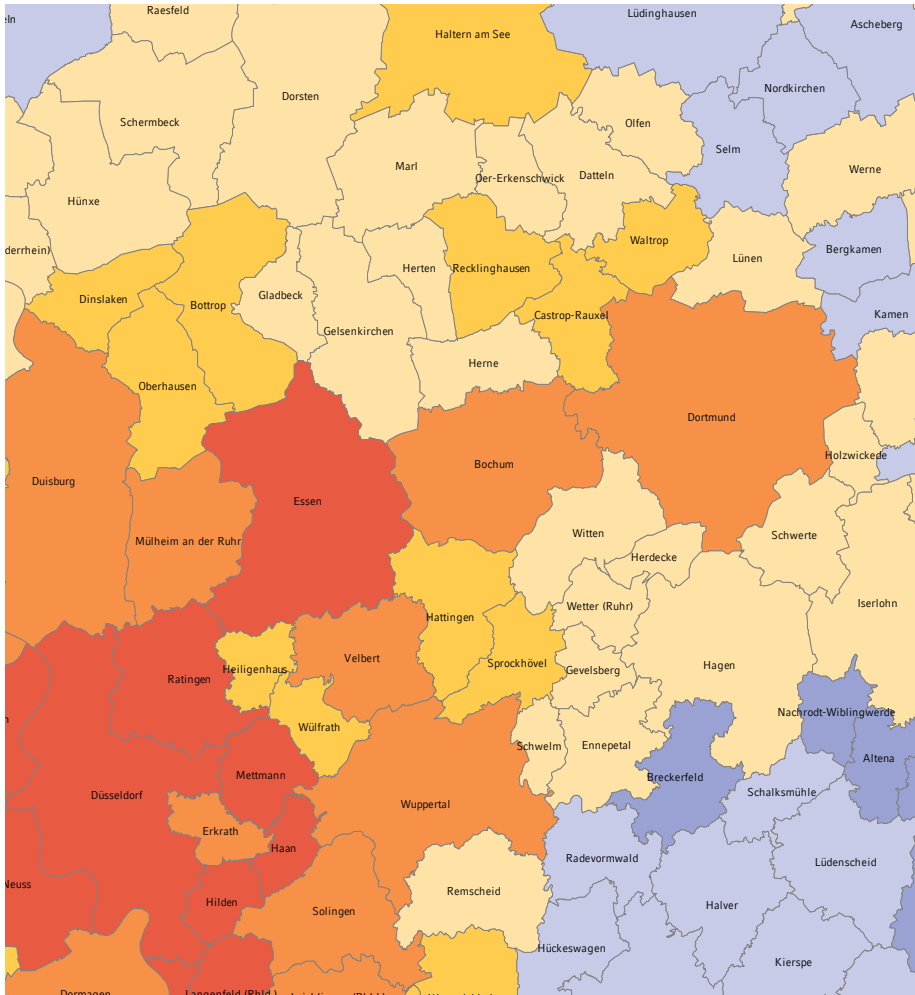 Raesfeld
Lüdinghausen
Ascheberg
eln
Haltern am See
Nordkirchen
Dorsten
Schermbeck
Olfen
Selm
Marl
Werne
Oer-Erkenschwick
Datteln
Hünxe
Waltrop
derrhein)
Bergkamen
Lünen
Herten
Recklinghausen
Dinslaken
Gladbeck
Bottrop
Castrop-Rauxel
Kamen
Gelsenkirchen
Herne
Oberhausen
Dortmund
Holzwickede
Bochum
Duisburg
Essen
Witten
Schwerte
Mülheim an der Ruhr
Herdecke
Iserlohn
Wetter (Ruhr)
Hattingen
Velbert
Sprockhövel
Hagen
Heiligenhaus
Gevelsberg
Ratingen
Nachrodt-Wiblingwerde
n
Wülfrath
Schwelm
Ennepetal
Altena
Mettmann
Breckerfeld
Schalksmühle
Düsseldorf
Wuppertal
Erkrath
Haan
Radevormwald
Lüdenscheid
Neuss
Remscheid
Hilden
Halver
Solingen
Hückeswagen
Kierspe
Dormagen
Langenfeld (Rhld.)